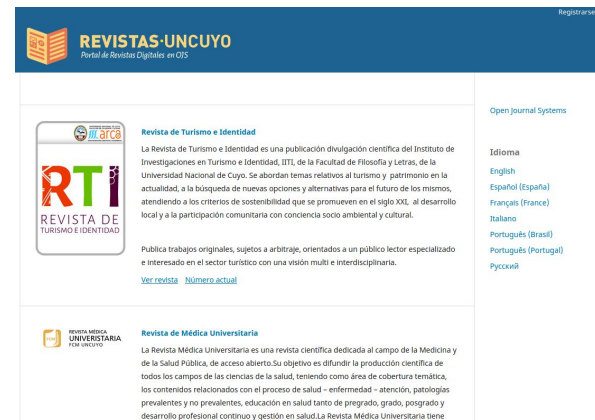 Registrarse
REVISTAS·UNCUYO
Portal de Revistas Digitales en OJS
Open Journal Systems
Idioma
English
Español (España)
Français (France)
Italiano
Português (Brasil)
Português (Portugal)
Русский
arca
RTI
REVISTA DE
TURISMO E IDENTIDAD
Revista de Turismo e Identidad
La Revista de Turismo e Identidad es una publicación divulgación científica del Instituto de
Investigaciones en Turismo e Identidad, IITI, de la Facultad de Filosofía y Letras, de la
Universidad Nacional de Cuyo. Se abordan temas relativos al turismo y patrimonio en la
actualidad, a la búsqueda de nuevas opciones y alternativas para el futuro de los mismos,
atendiendo a los criterios de sostenibilidad que se promueven en el siglo XXI, al desarrollo
local y a la participación comunitaria con conciencia socio ambiental y cultural.
Publica trabajos originales, sujetos a arbitraje, orientados a un público lector especializado
e interesado en el sector turístico con una visión multi e interdisciplinaria.
Ver revista Número actual
REVISTA MÉDICA
UNIVERISTARIA
FCM UNCUYO
Revista de Médica Universitaria
La Revista Médica Universitaria es una revista científica dedicada al campo de la Medicina y
de la Salud Pública, de acceso abierto.Su objetivo es difundir la producción científica de
todos los campos de las ciencias de la salud, teniendo como área de cobertura temática,
los contenidos relacionados con el proceso de salud – enfermedad – atención, patologías
prevalentes y no prevalentes, educación en salud tanto de pregrado, grado, posgrado y
desarrollo profesional continuo y gestión en salud.La Revista Médica Universitaria tiene